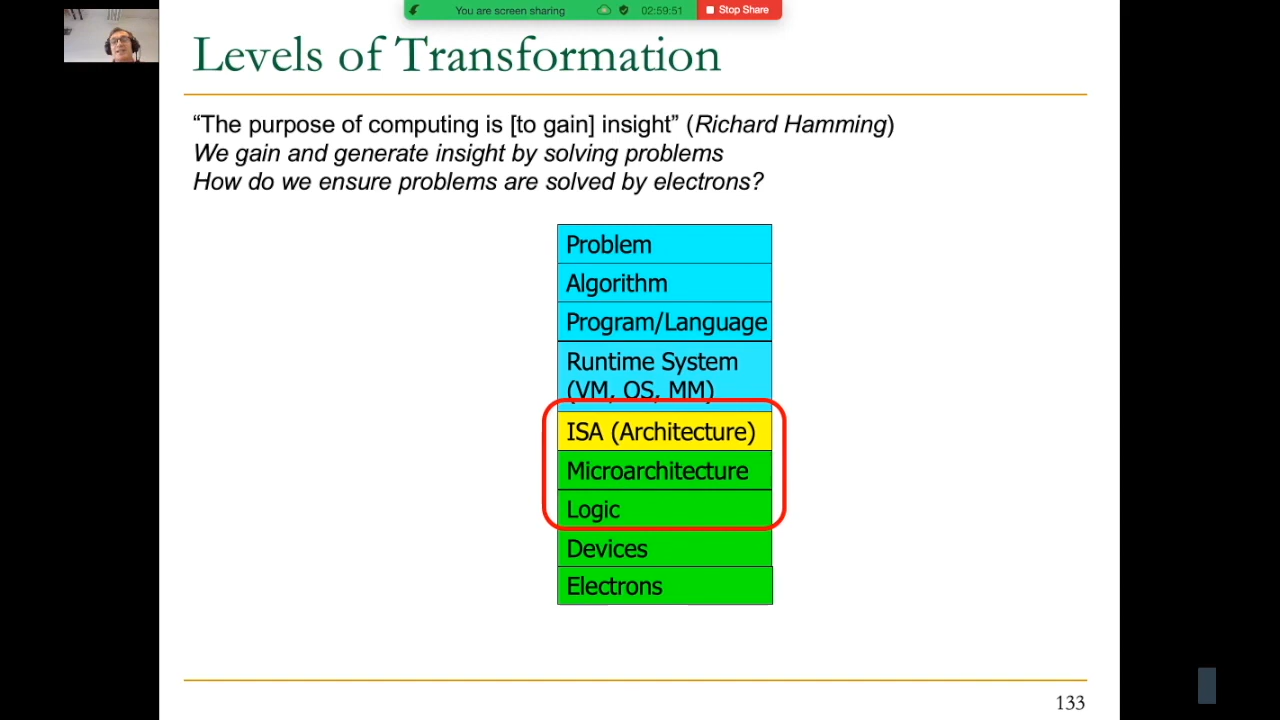 You are screen sharing 02:59:51 Stop Share
Levels of Transformation
“The purpose of computing is [to gain] insight” (Richard Hamming)
We gain and generate insight by solving problems
How do we ensure problems are solved by electrons?
Problem
Algorithm
Program/Language
Runtime System
(VM, OS, MM)
ISA (Architecture)
Microarchitecture
Logic
Devices
Electrons
133